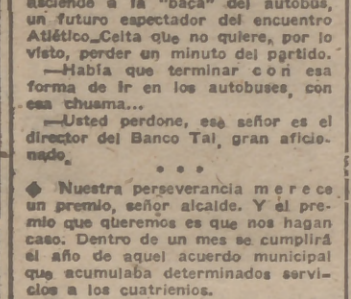 asciende a la "baca" del autobús,
un futuro espectador del encuentro
Atlético_Celta que no quiere, por lo
visto, perder un minuto del partido.
—Había que terminar con esa
forma de ir en los autobuses, con
esa chusma...
—Usted perdone, ese señor es el
director del Banco Tal, gran aficio-
nado.
* * *
◆ Nuestra perseverancia merece
un premio, señor alcalde. Y el pre-
mio que queremos es que nos hagan
caso. Dentro de un mes se cumplirá
el año de aquel acuerdo municipal
que acumulaba determinados servi-
cios a los cuatrienios.